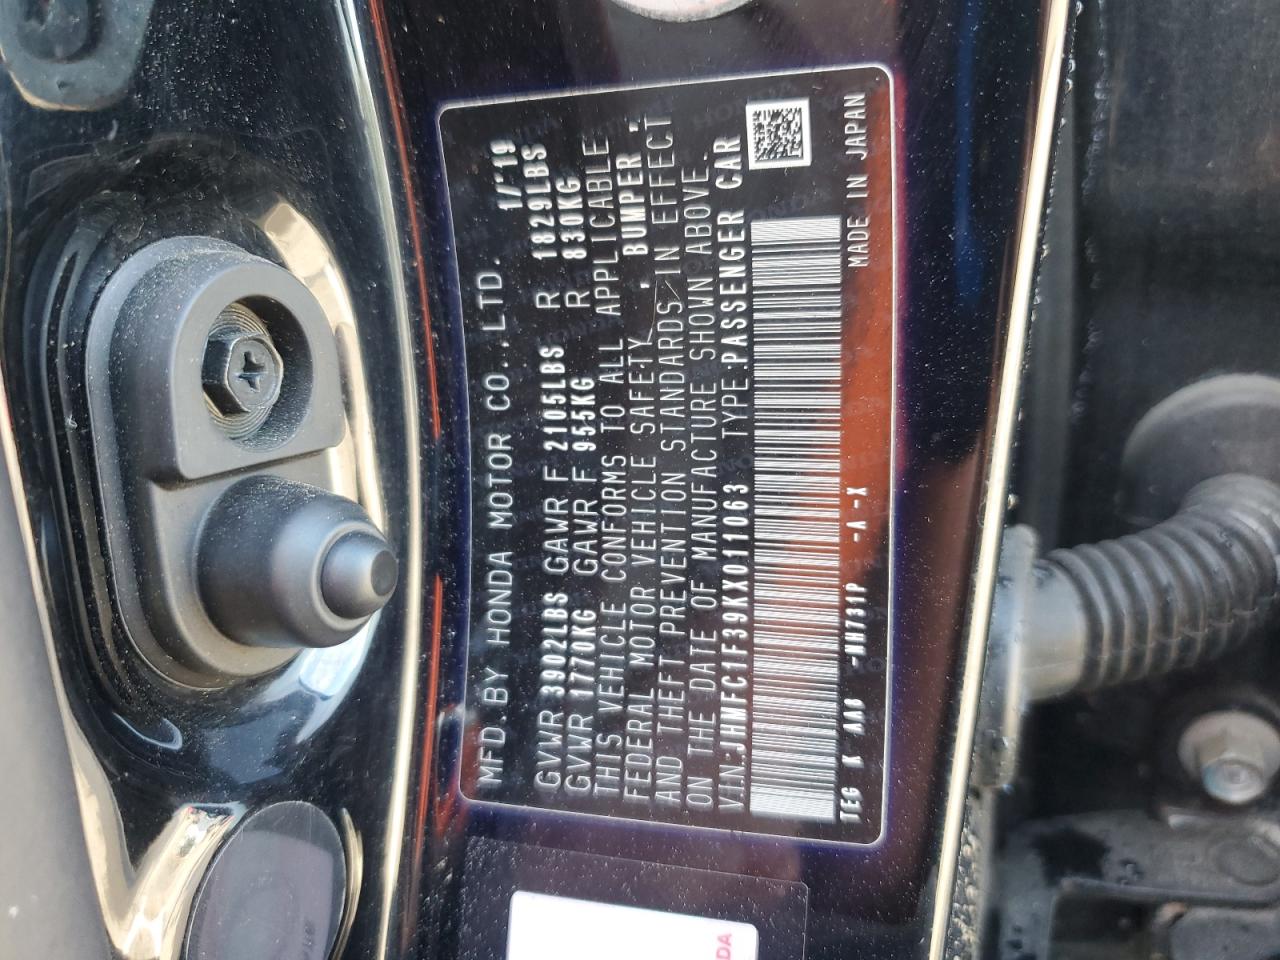 MFD. BY HONDA MOTOR CO., LTD. 1/'19
GVWR 3902LBS GAWR F 2105LBS R 1829LBS
GVWR 1770KG GAWR F 955KG R 830KG
THIS VEHICLE CONFORMS TO ALL APPLICABLE
FEDERAL MOTOR VEHICLE SAFETY, BUMPER,
AND THEFT PREVENTION STANDARDS IN EFFECT
ON THE DATE OF MANUFACTURE SHOWN ABOVE.
V.I.N.:JHMFC1F39KX011063 TYPE:PASSENGER CAR
TEG K AA0 -NH731P -A -X MADE IN JAPAN